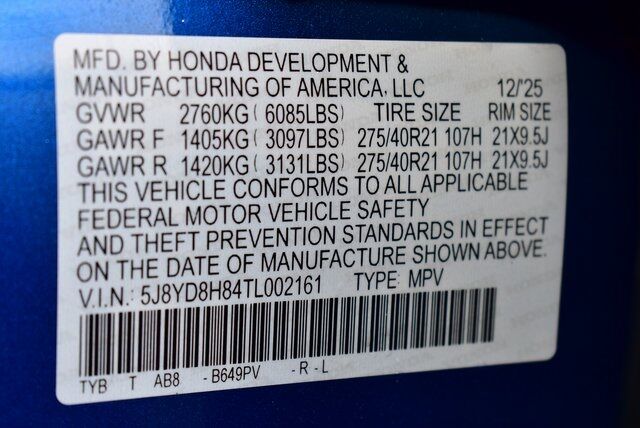 MFD. BY HONDA DEVELOPMENT &
MANUFACTURING OF AMERICA, LLC 12/'25
GVWR 2760KG (6085LBS) TIRE SIZE RIM SIZE
GAWR F 1405KG (3097LBS) 275/40R21 107H 21X9.5J
GAWR R 1420KG (3131LBS) 275/40R21 107H 21X9.5J
THIS VEHICLE CONFORMS TO ALL APPLICABLE
FEDERAL MOTOR VEHICLE SAFETY
AND THEFT PREVENTION STANDARDS IN EFFECT
ON THE DATE OF MANUFACTURE SHOWN ABOVE.
V.I.N.: 5J8YD8H84TL002161 TYPE: MPV
TYB T AB8 - B649PV - R - L